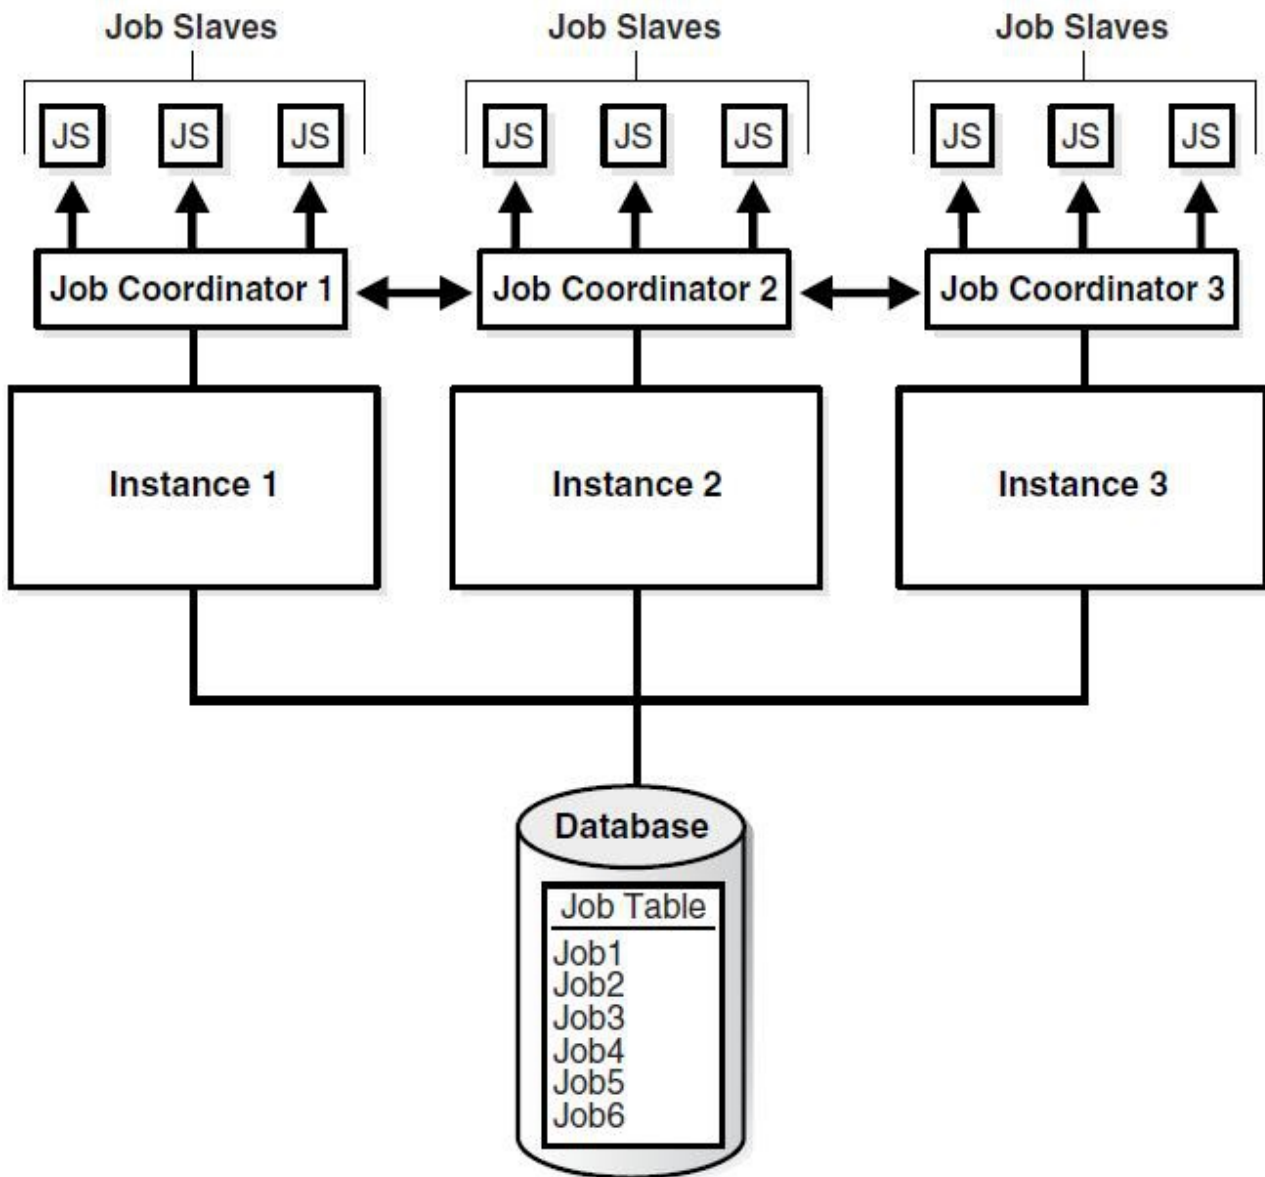 Job Slaves Job Slaves Job Slaves
JS JS JS JS JS JS JS JS JS
Job Coordinator 1 Job Coordinator 2 Job Coordinator 3
Instance 1 Instance 2 Instance 3
Database
Job Table
Job1
Job2
Job3
Job4
Job5
Job6